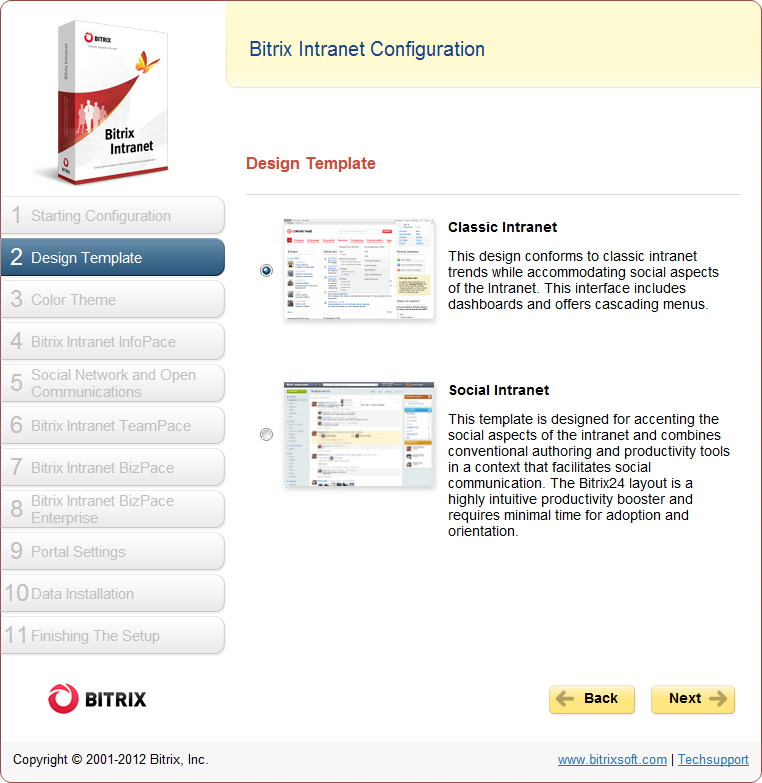 BITRIX
Bitrix Intranet
Bitrix
Intranet
BITRIX
Bitrix Intranet Configuration
1 Starting Configuration
2 Design Template
3 Color Theme
4 Bitrix Intranet InfoPace
5 Social Network and Open
Communications
6 Bitrix Intranet TeamPace
7 Bitrix Intranet BizPace
8 Bitrix Intranet BizPace
Enterprise
9 Portal Settings
10 Data Installation
11 Finishing The Setup
Design Template
Classic Intranet
This design conforms to classic intranet
trends while accommodating social aspects
of the Intranet. This interface includes
dashboards and offers cascading menus.
Social Intranet
This template is designed for accenting the
social aspects of the intranet and combines
conventional authoring and productivity tools
in a context that facilitates social
communication. The Bitrix24 layout is a
highly intuitive productivity booster and
requires minimal time for adoption and
orientation.
BITRIX
Back
Next
Copyright © 2001-2012 Bitrix, Inc.
www.bitrixsoft.com | Techsupport